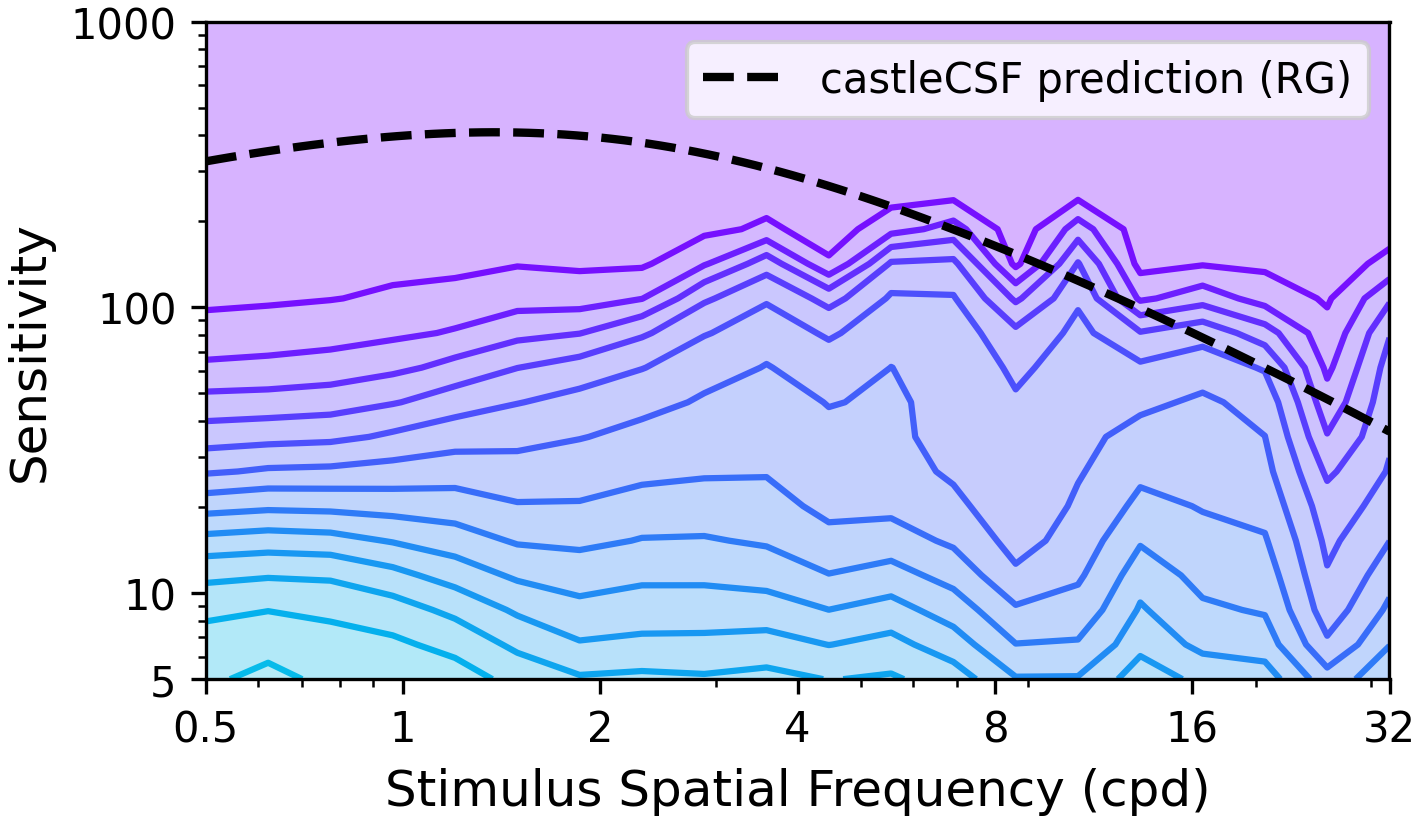 1000
castleCSF prediction (RG)
100
10
5
Sensitivity
0.5 1 2 4 8 16 32
Stimulus Spatial Frequency (cpd)